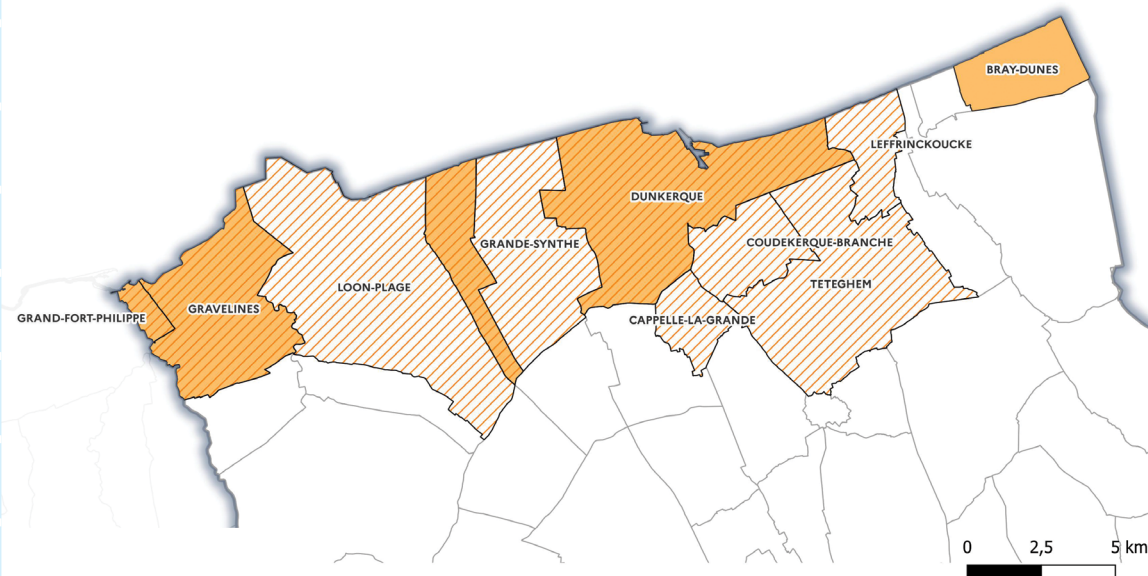 BRAY-DUNES
LEFFRINCKOUCKE
DUNKERQUE
GRANDE-SYNTHE
COUDEKERQUE-BRANCHE
LOON-PLAGE
TETEGHEM
GRAVELINES
GRAND-FORT-PHILIPPE
CAPPELLE-LA-GRANDE
0 2,5 5 km